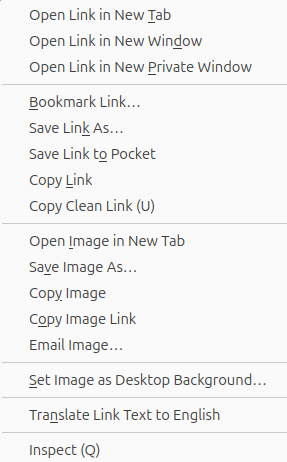 Open Link in New Tab
Open Link in New Window
Open Link in New Private Window
Bookmark Link…
Save Link As…
Save Link to Pocket
Copy Link
Copy Clean Link (U)
Open Image in New Tab
Save Image As…
Copy Image
Copy Image Link
Email Image…
Set Image as Desktop Background…
Translate Link Text to English
Inspect (Q)